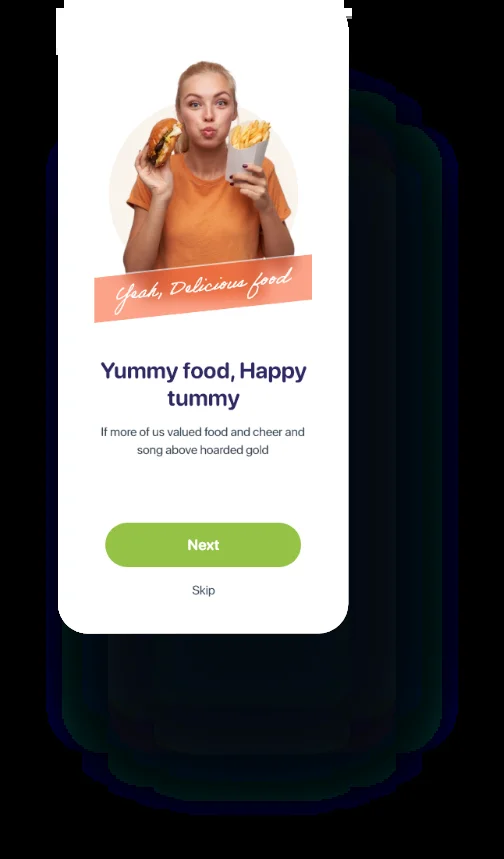 Yeah, Delicious food
Yummy food, Happy
tummy
If more of us valued food and cheer and
song above hoarded gold
Next
Skip